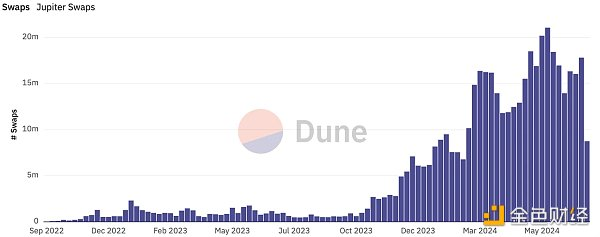 Swaps Jupiter Swaps
20m
15m
10m
5m
0
# Swaps
Dune
Sep 2022 Dec 2022 Feb 2023 May 2023 Jul 2023 Oct 2023 Dec 2023 Mar 2024 May 2024
金色财经